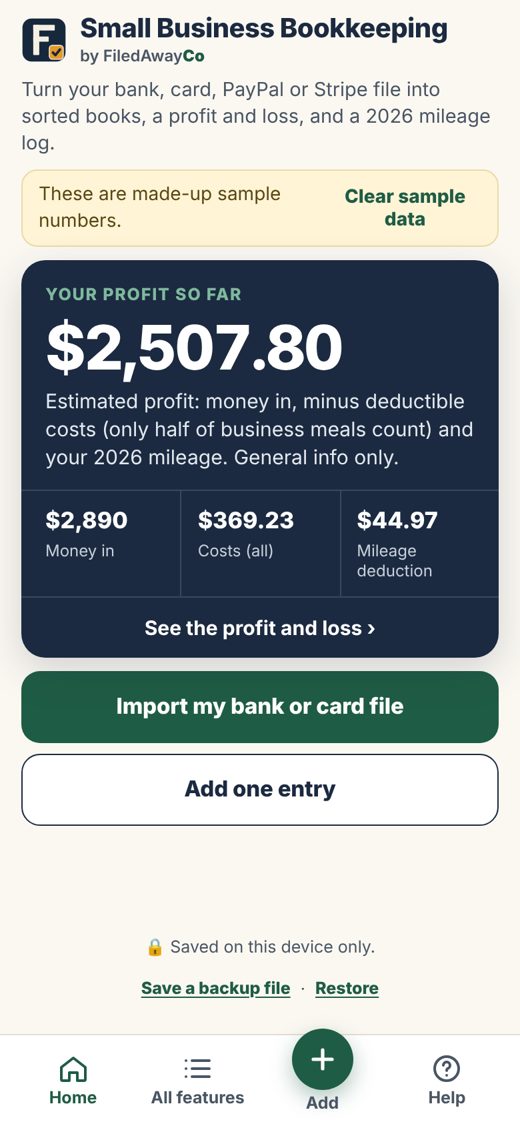 F
Small Business Bookkeeping
by FiledAwayCo
Turn your bank, card, PayPal or Stripe file into
sorted books, a profit and loss, and a 2026 mileage
log.
These are made-up sample
numbers.
Clear sample
data
YOUR PROFIT SO FAR
$2,507.80
Estimated profit: money in, minus deductible
costs (only half of business meals count) and
your 2026 mileage. General info only.
$2,890
Money in
$369.23
Costs (all)
$44.97
Mileage
deduction
See the profit and loss ›
Import my bank or card file
Add one entry
🔒 Saved on this device only.
Save a backup file · Restore
Home
All features
Add
Help